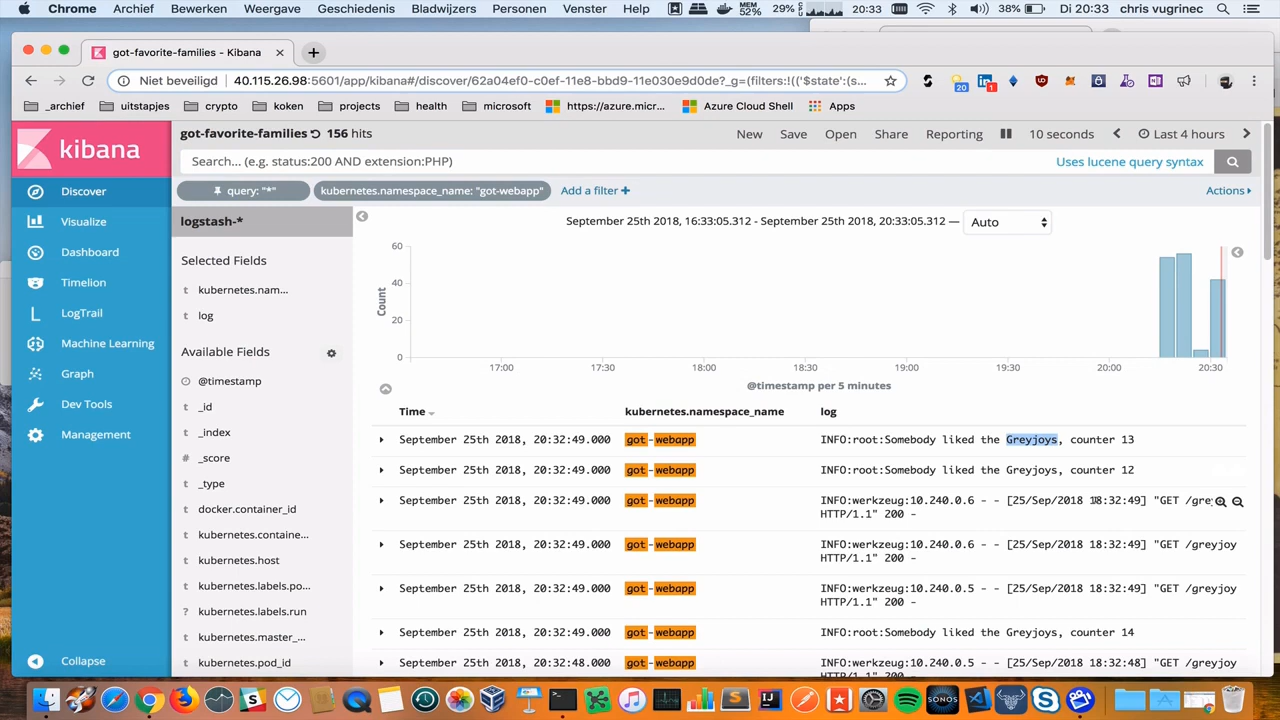 Chrome Archief Bewerken Weergave Geschiedenis Bladwijzers Personen Venster Help MEM 52% 29% 20:33 38% Di 20:33 chris vugrinec
got-favorite-families - Kibana
Niet beveiligd 40.115.26.98:5601/app/kibana#/discover/62a04ef0-c0ef-11e8-bbd9-11e030e9d0de?_g=(filters:!(('$state':(s... 20 1
_archief uitstapjes crypto koken projects health microsoft https://azure.micr... Azure Cloud Shell Apps
kibana
got-favorite-families 156 hits New Save Open Share Reporting 10 seconds Last 4 hours
Search... (e.g. status:200 AND extension:PHP) Uses lucene query syntax
query: "*" kubernetes.namespace_name: "got-webapp" Add a filter + Actions
Discover
Visualize
Dashboard
Timelion
LogTrail
Machine Learning
Graph
Dev Tools
Management
Collapse
logstash-*
Selected Fields
t kubernetes.nam...
t log
Available Fields
@timestamp
t _id
t _index
# _score
t _type
t docker.container_id
t kubernetes.containe...
t kubernetes.host
t kubernetes.labels.po...
? kubernetes.labels.run
t kubernetes.master_...
t kubernetes.pod_id
September 25th 2018, 16:33:05.312 - September 25th 2018, 20:33:05.312 — Auto
Count
60
40
20
0
17:00 17:30 18:00 18:30 19:00 19:30 20:00 20:30
@timestamp per 5 minutes
Time kubernetes.namespace_name log
September 25th 2018, 20:32:49.000 got-webapp INFO:root:Somebody liked the Greyjoys, counter 13
September 25th 2018, 20:32:49.000 got-webapp INFO:root:Somebody liked the Greyjoys, counter 12
September 25th 2018, 20:32:49.000 got-webapp INFO:werkzeug:10.240.0.6 - - [25/Sep/2018 18:32:49] "GET /grey
HTTP/1.1" 200 -
September 25th 2018, 20:32:49.000 got-webapp INFO:werkzeug:10.240.0.6 - - [25/Sep/2018 18:32:49] "GET /greyjoy
HTTP/1.1" 200 -
September 25th 2018, 20:32:49.000 got-webapp INFO:werkzeug:10.240.0.5 - - [25/Sep/2018 18:32:49] "GET /greyjoy
HTTP/1.1" 200 -
September 25th 2018, 20:32:49.000 got-webapp INFO:root:Somebody liked the Greyjoys, counter 14
September 25th 2018, 20:32:48.000 got-webapp INFO:werkzeug:10.240.0.5 - - [25/Sep/2018 18:32:48] "GET /greyjoy
SONOS